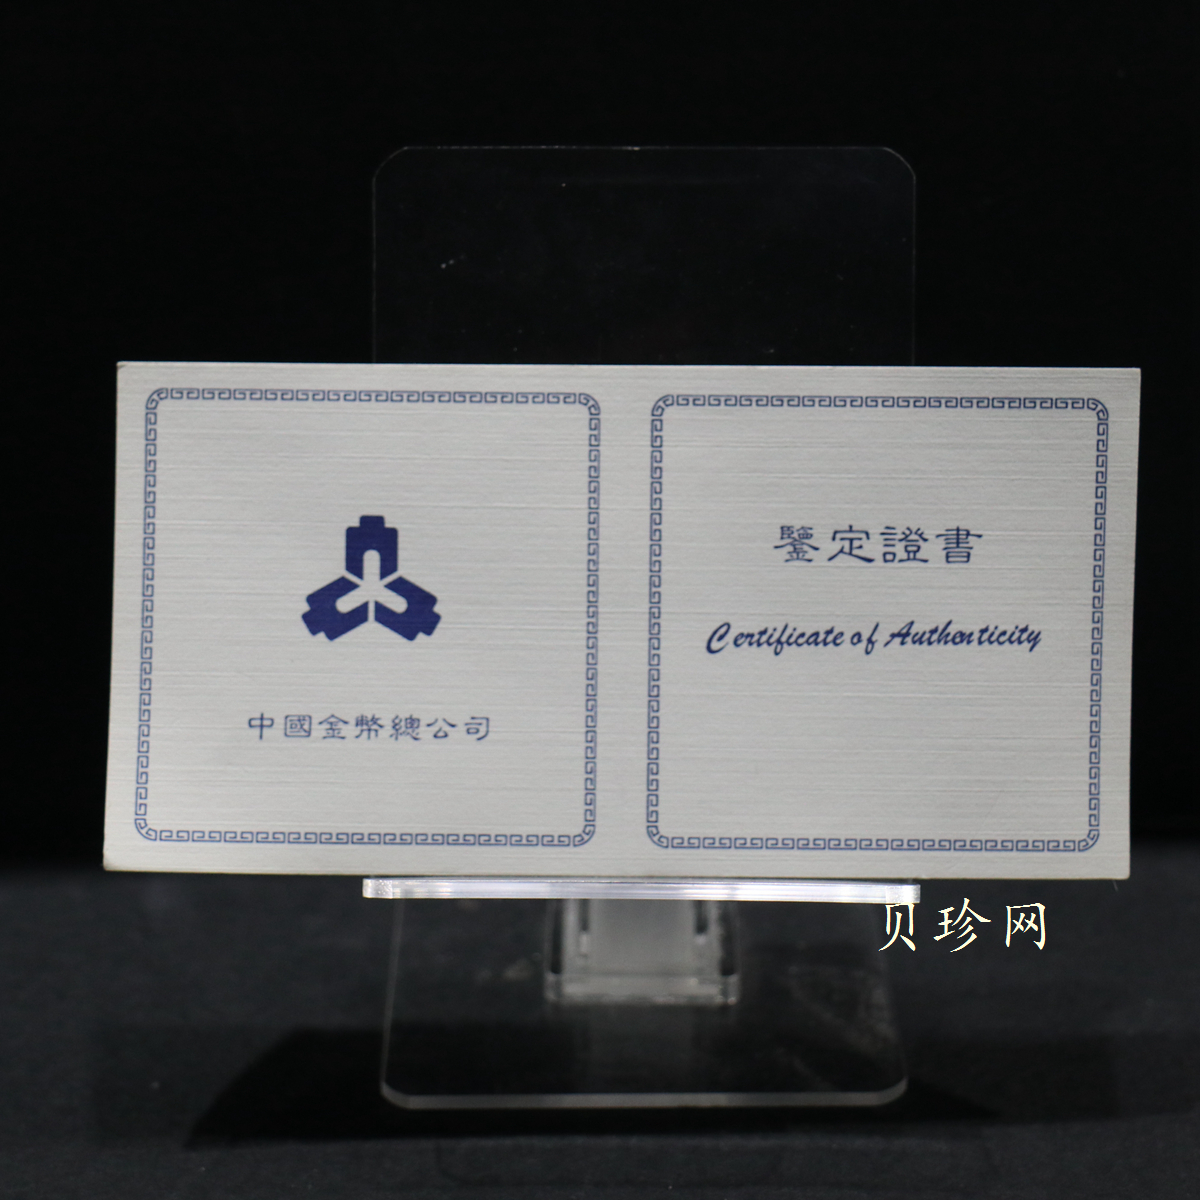 中國金幣總公司
鑒定證書
Certificate of Authenticity
贝珍网